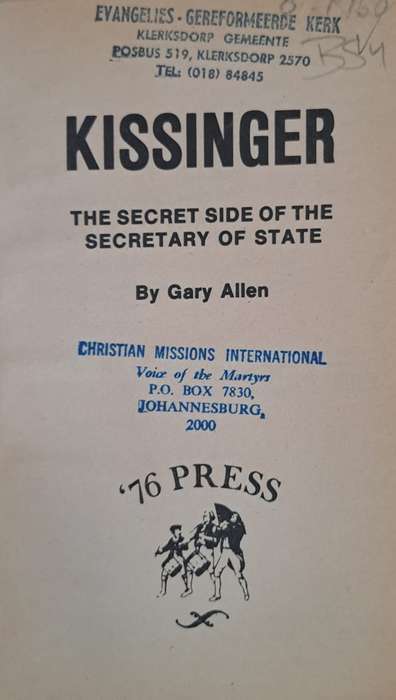 EVANGELIES - GEREFORMEERDE KERK
KLERKSDORP GEMEENTE
POSBUS 519, KLERKSDORP 2570
TEL: (018) 84845
KISSINGER
THE SECRET SIDE OF THE
SECRETARY OF STATE
By Gary Allen
CHRISTIAN MISSIONS INTERNATIONAL
Voice of the Martyrs
P.O. BOX 7830,
JOHANNESBURG,
2000
'76 PRESS